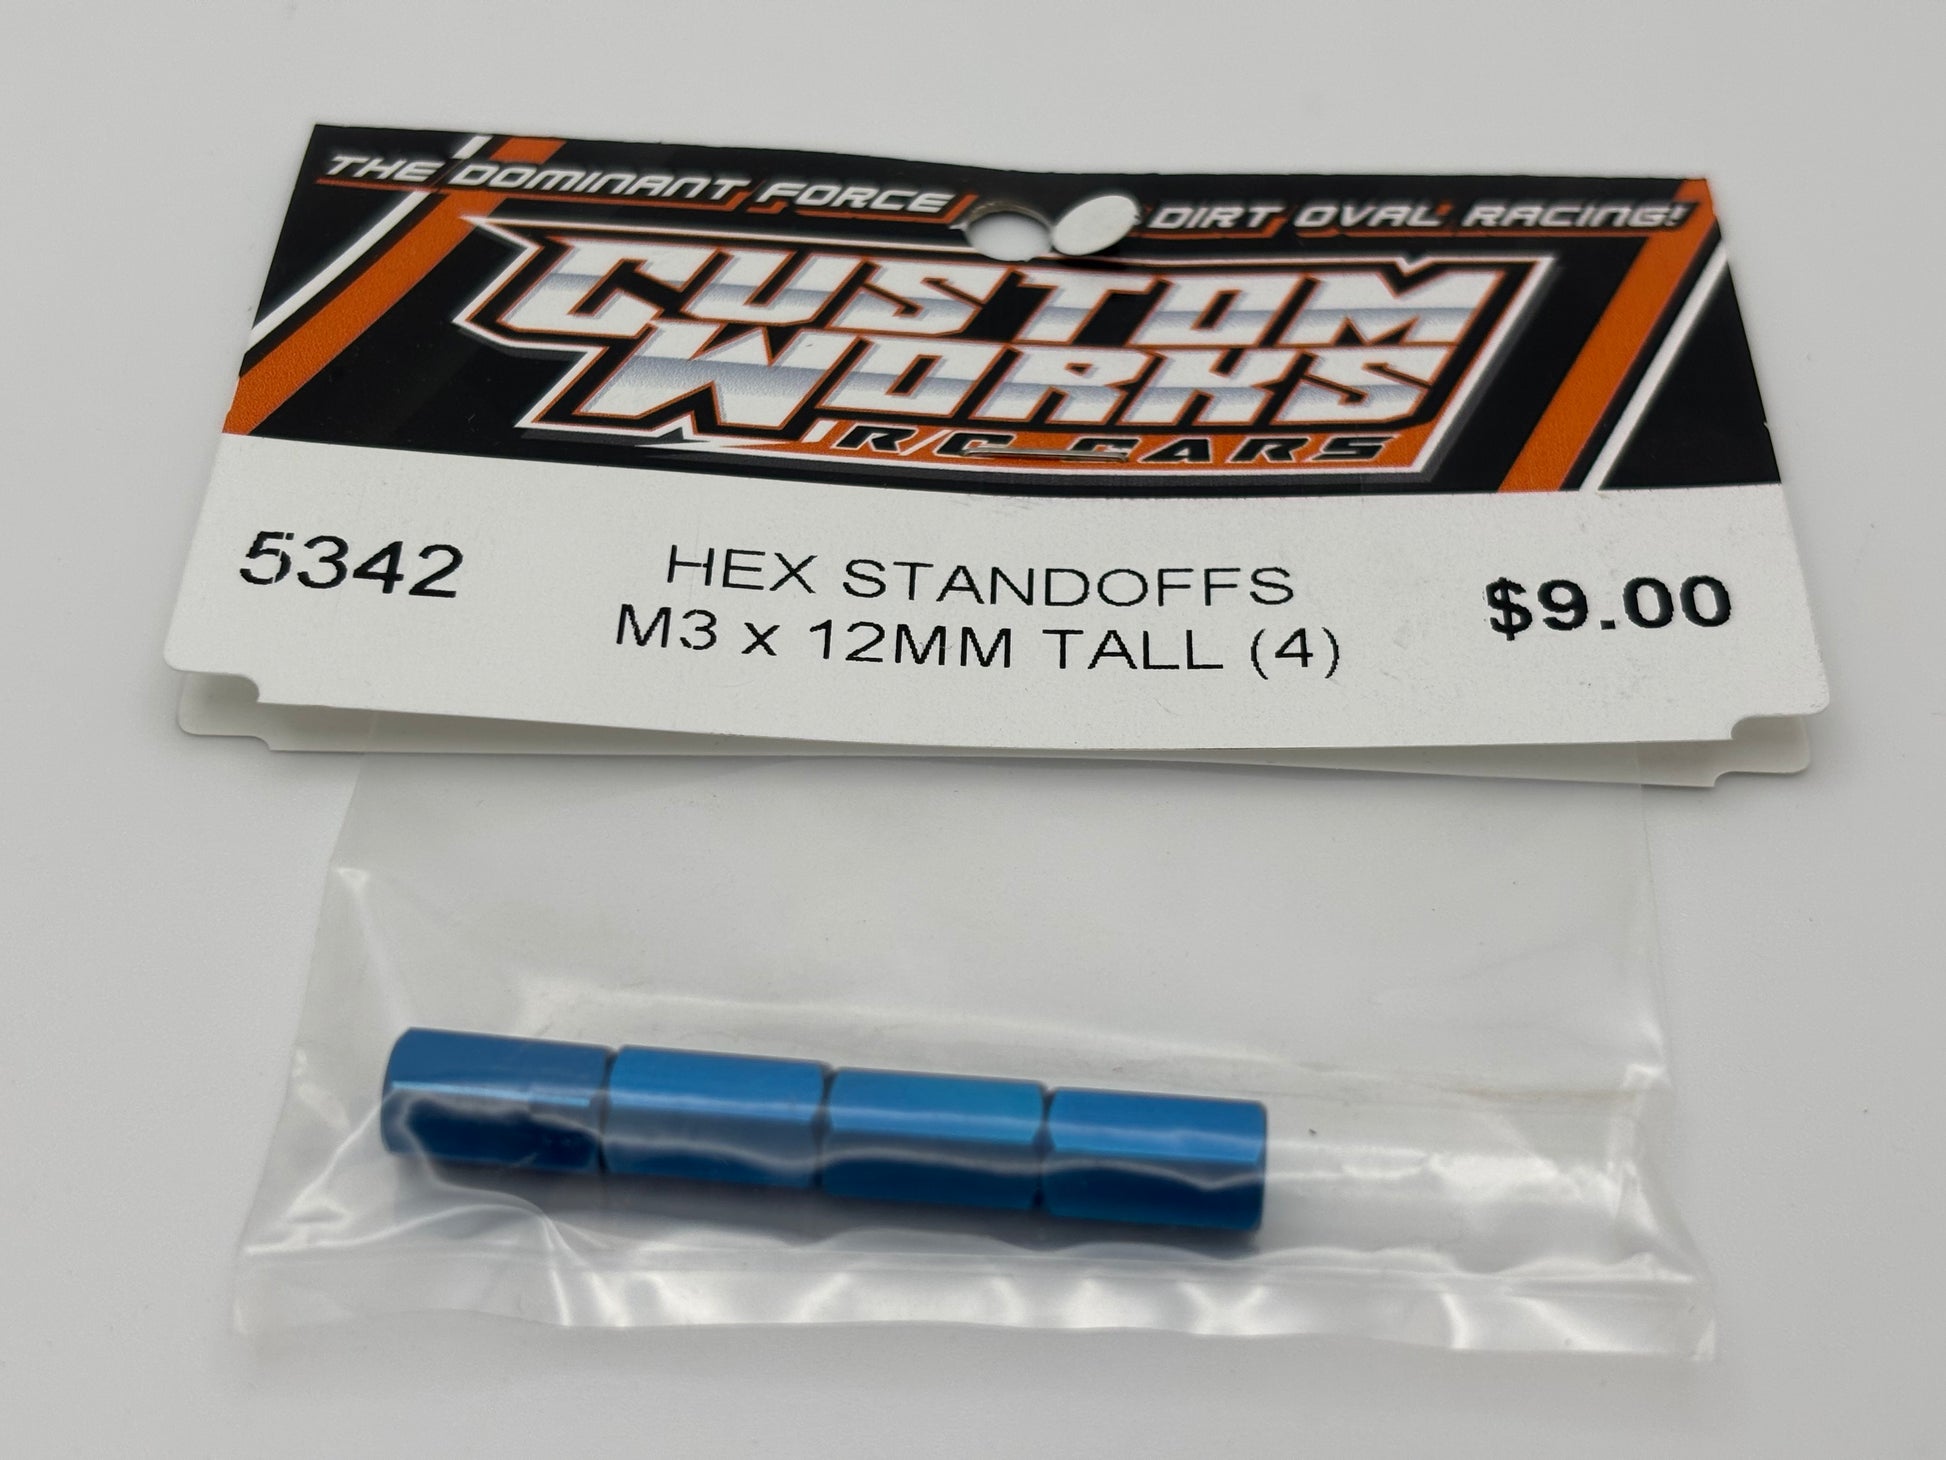 THE DOMINANT FORCE DIRT OVAL RACING!
CUSTOM
WORKS
R/C CARS
5342 HEX STANDOFFS $9.00
M3 x 12MM TALL (4)